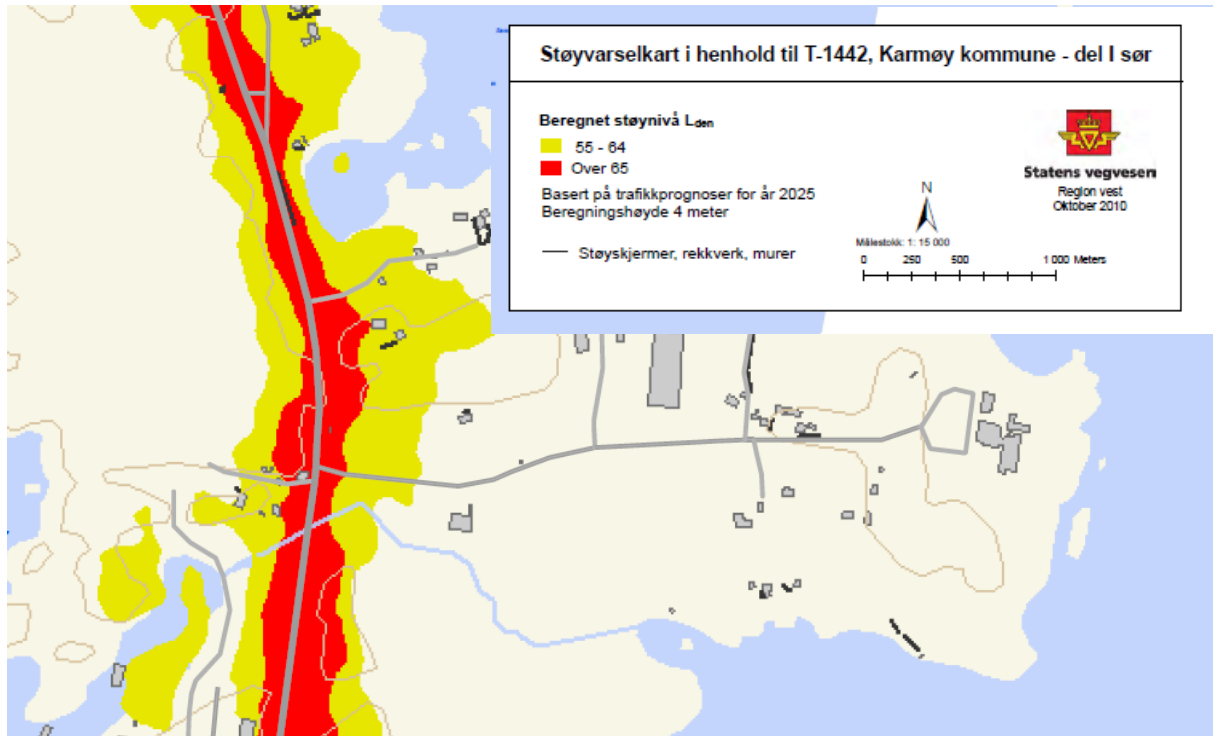 Støyvarselkart i henhold til T-1442, Karmøy kommune - del I sør
Beregnet støynivå Lden
55 - 64
Over 65
Basert på trafikkprognoser for år 2025
Beregningshøyde 4 meter
Støyskjermer, rekkverk, murer
Statens vegvesen
Region vest
Oktober 2010
N
Målestokk: 1: 15 000
0 250 500 1 000 Meters